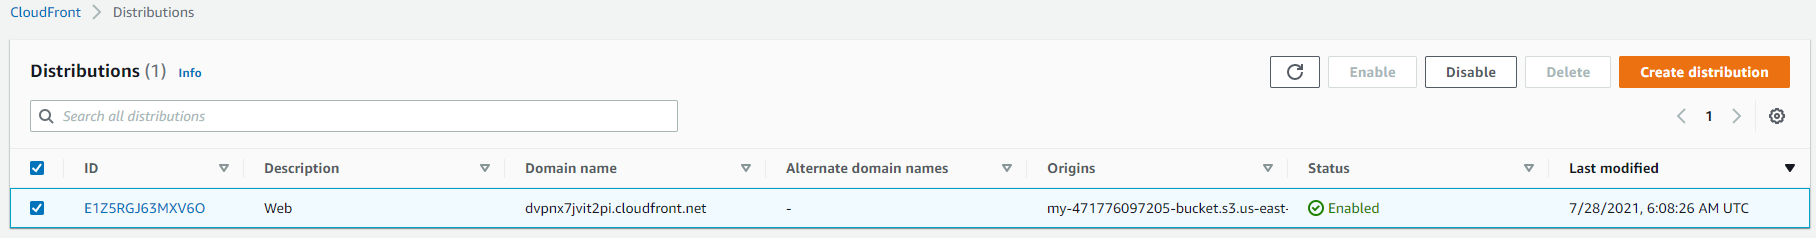 CloudFront > Distributions
Distributions (1) Info
Enable Disable Delete Create distribution
Search all distributions
1
ID Description Domain name Alternate domain names Origins Status Last modified
E1Z5RGJ63MXV6O Web dvpnx7jvit2pi.cloudfront.net - my-471776097205-bucket.s3.us-east- Enabled 7/28/2021, 6:08:26 AM UTC